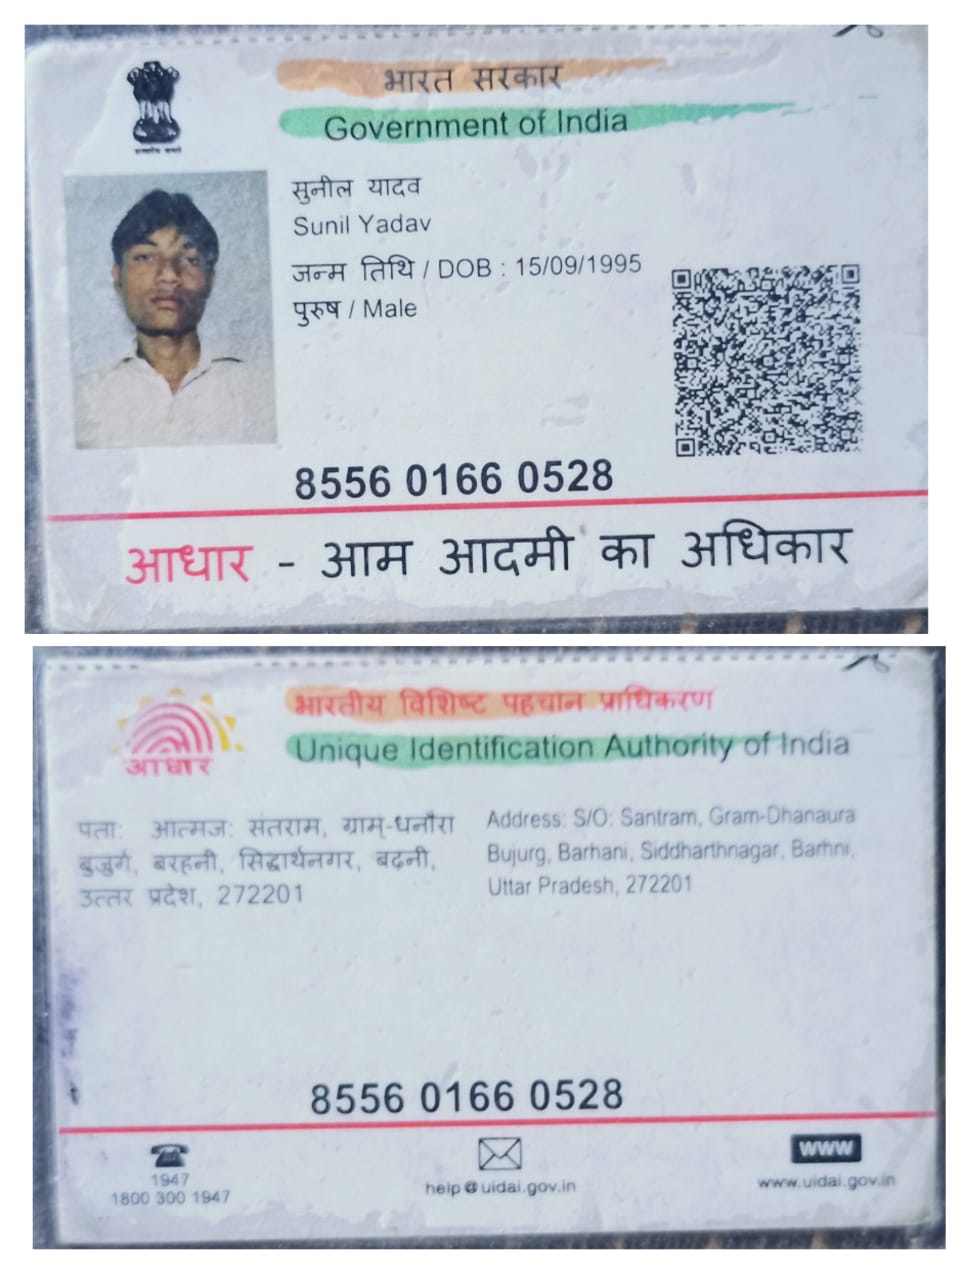 भारत सरकार
Government of India
सुनील यादव
Sunil Yadav
जन्म तिथि / DOB : 15/09/1995
पुरुष / Male
8556 0166 0528
आधार - आम आदमी का अधिकार
भारतीय विशिष्ट पहचान प्राधिकरण
Unique Identification Authority of India
आधार
पता: आत्मज: संतराम, ग्राम-धनौरा
बुजुर्ग, बरहनी, सिद्धार्थनगर, बढ़नी,
उत्तर प्रदेश, 272201
Address: S/O: Santram, Gram-Dhanaura
Bujurg, Barhani, Siddharthnagar, Barhni,
Uttar Pradesh, 272201
8556 0166 0528
1947
1800 300 1947
help@uidai.gov.in
www
www.uidai.gov.in